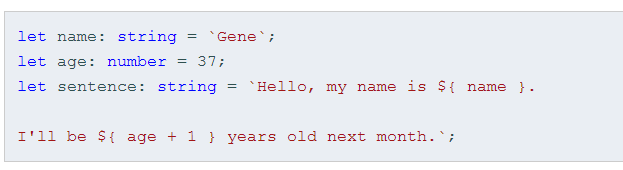 let name: string = `Gene`;
let age: number = 37;
let sentence: string = `Hello, my name is ${ name }.
I'll be ${ age + 1 } years old next month.`;